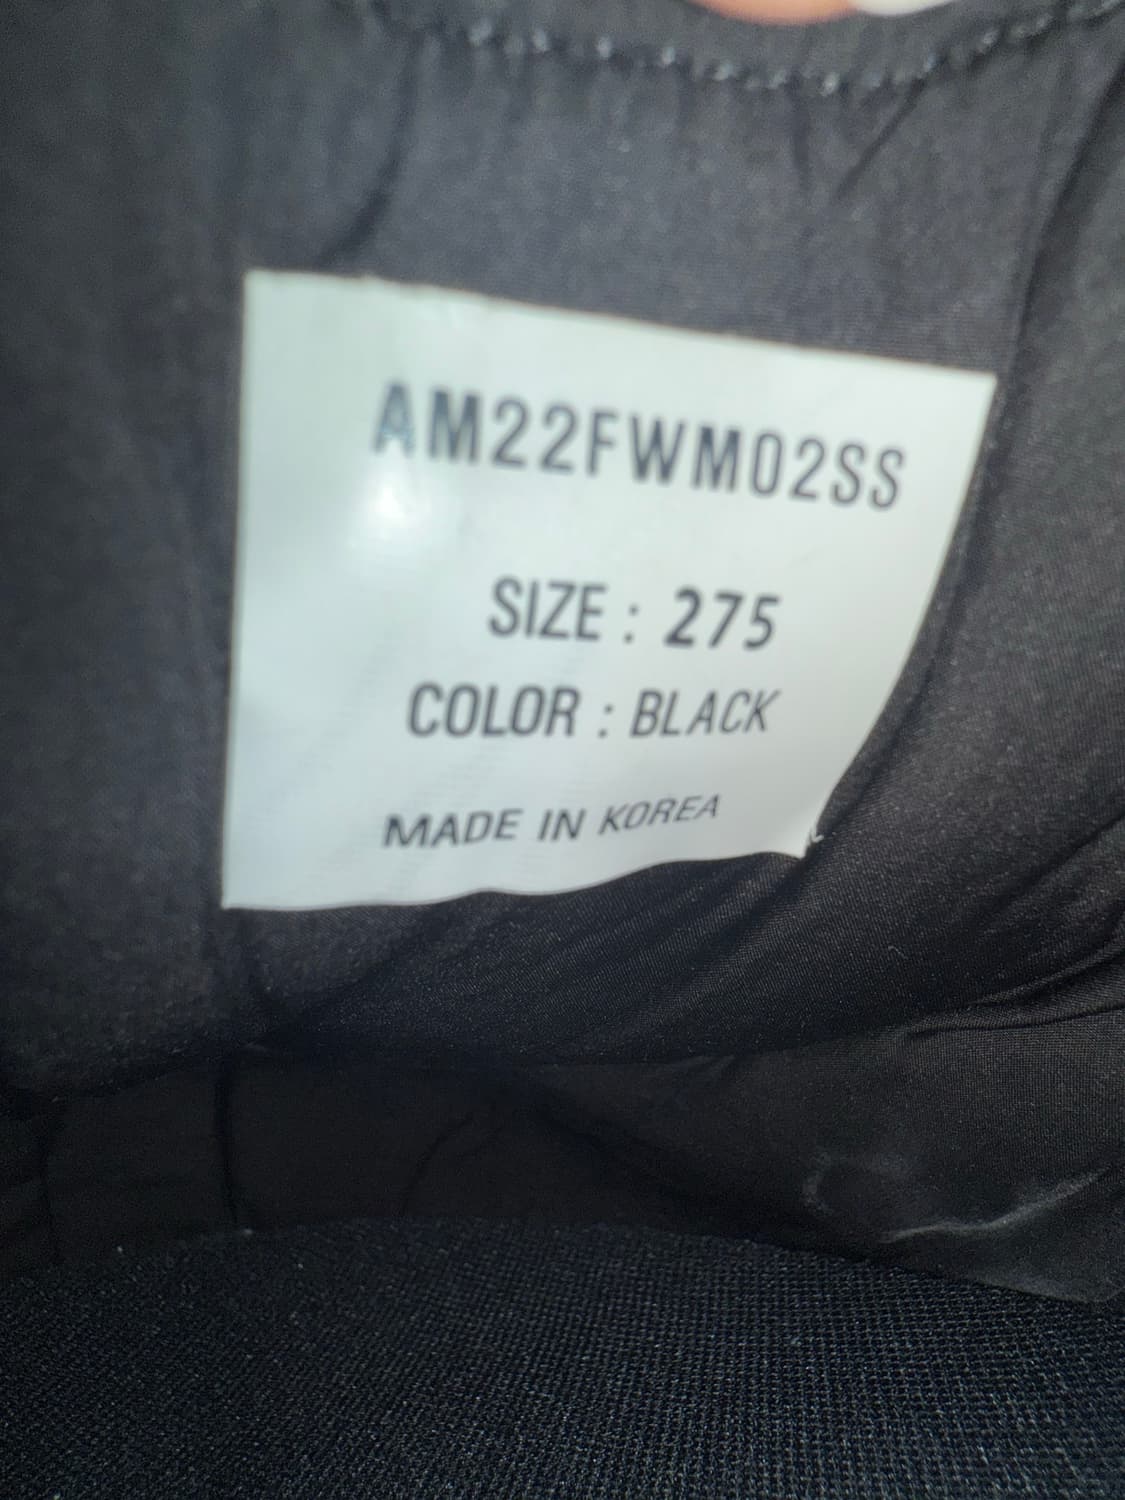 AM22FWM02SS
SIZE : 275
COLOR : BLACK
MADE IN KOREA